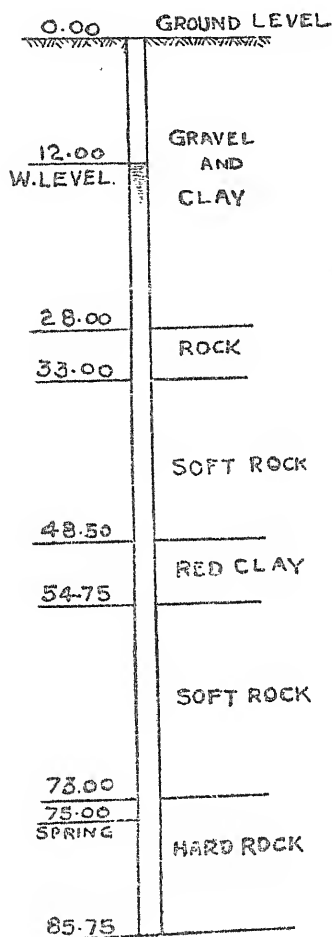 0.00 GROUND LEVEL
12.00
W. LEVEL.
GRAVEL
AND
CLAY
28.00
ROCK
33.00
SOFT ROCK
48.50
RED CLAY
54.75
SOFT ROCK
73.00
75.00
SPRING
HARD ROCK
85.75